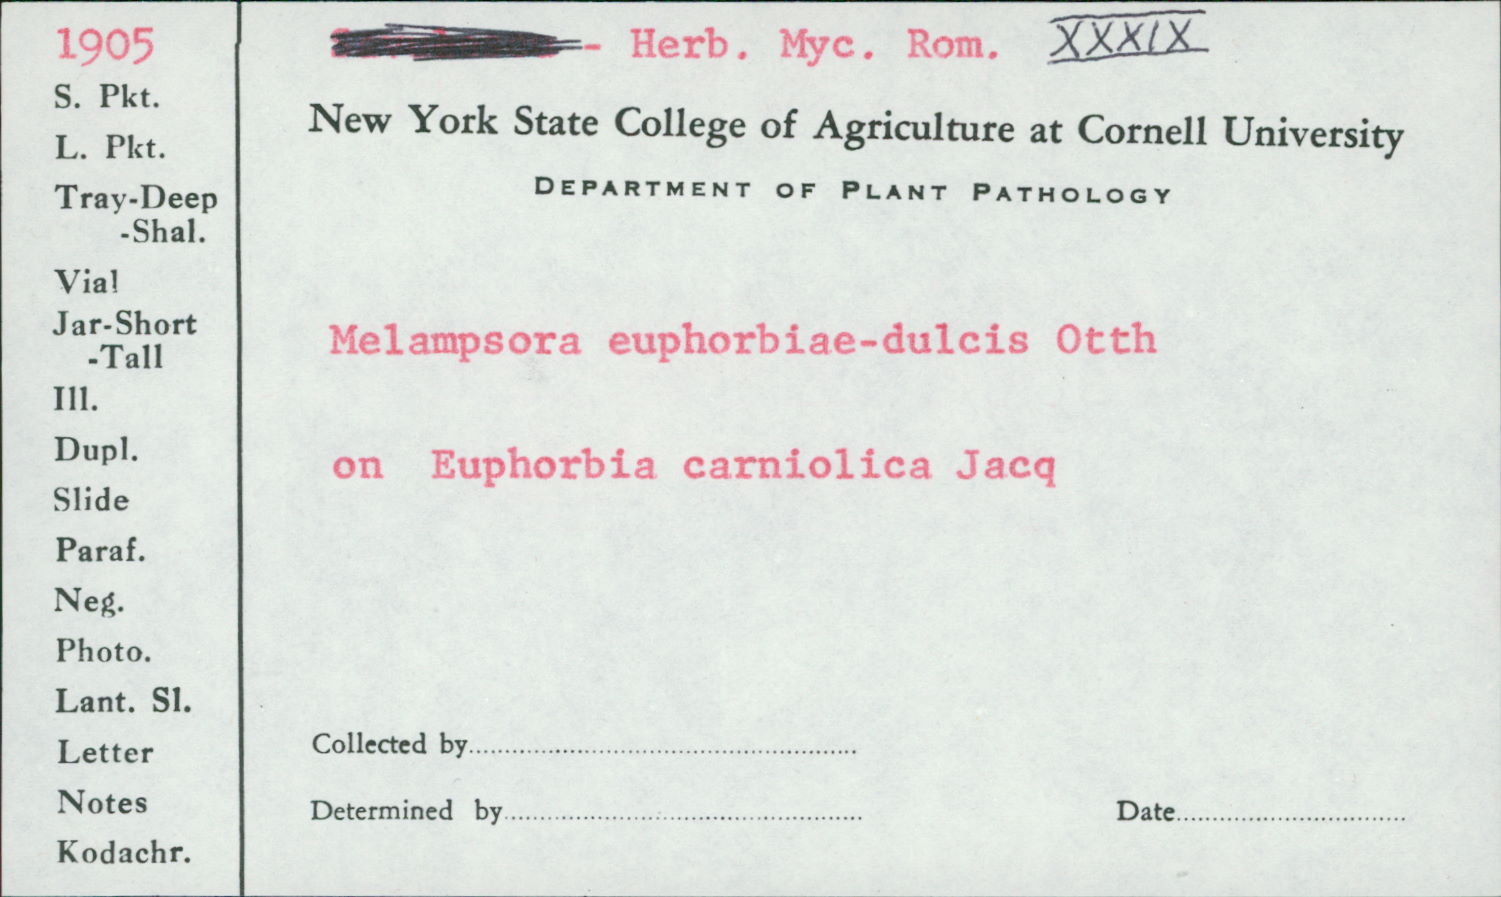 1905
- Herb. Myc. Rom. XXXIX
S. Pkt.
L. Pkt.
Tray-Deep
-Shal.
Vial
Jar-Short
-Tall
Ill.
Dupl.
Slide
Paraf.
Neg.
Photo.
Lant. Sl.
Letter
Notes
Kodachr.
New York State College of Agriculture at Cornell University
DEPARTMENT OF PLANT PATHOLOGY
Melampsora euphorbiae-dulcis Otth
on Euphorbia carniolica Jacq
Collected by
Determined by
Date